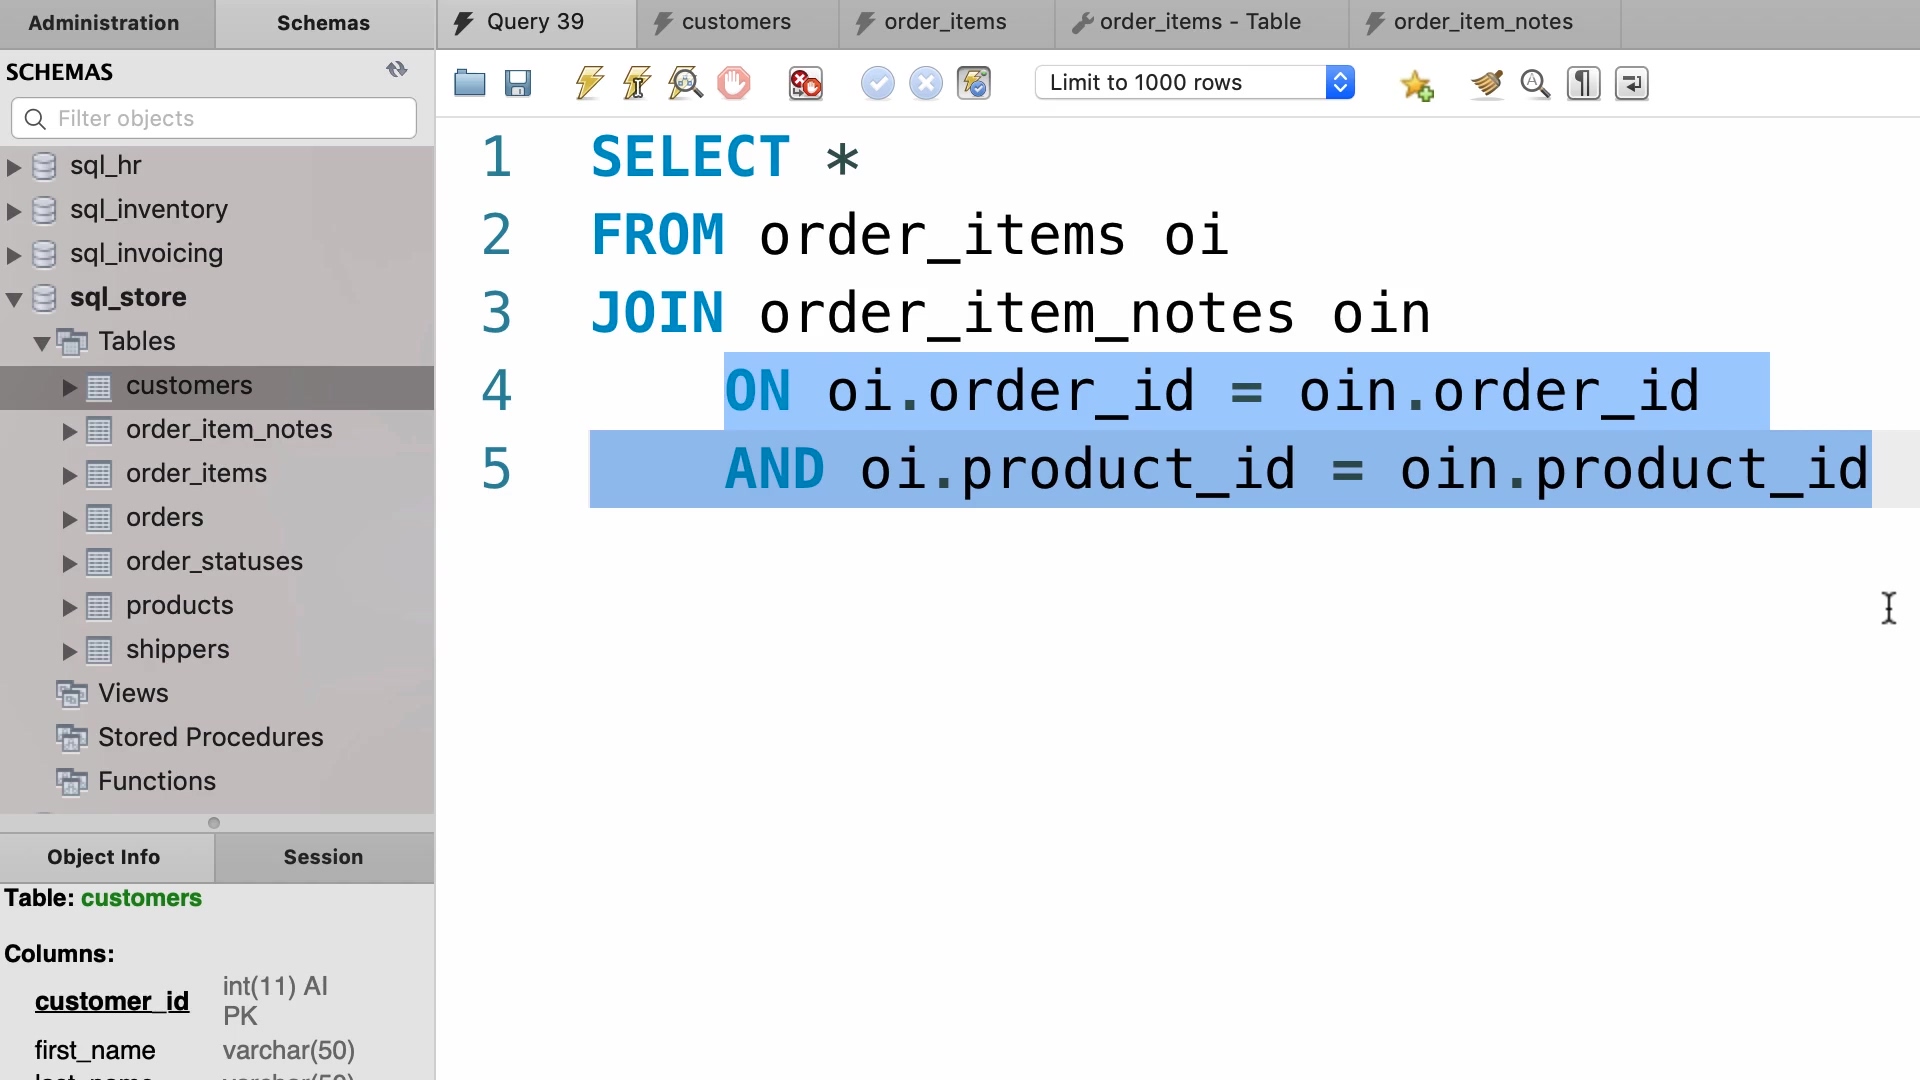 Administration Schemas
Query 39 customers order_items order_items - Table order_item_notes
SCHEMAS
Filter objects
Limit to 1000 rows
sql_hr
sql_inventory
sql_invoicing
sql_store
Tables
customers
order_item_notes
order_items
orders
order_statuses
products
shippers
Views
Stored Procedures
Functions
1 SELECT *
2 FROM order_items oi
3 JOIN order_item_notes oin
4 ON oi.order_id = oin.order_id
5 AND oi.product_id = oin.product_id
Object Info Session
Table: customers
Columns:
customer_id int(11) AI
PK
first_name varchar(50)